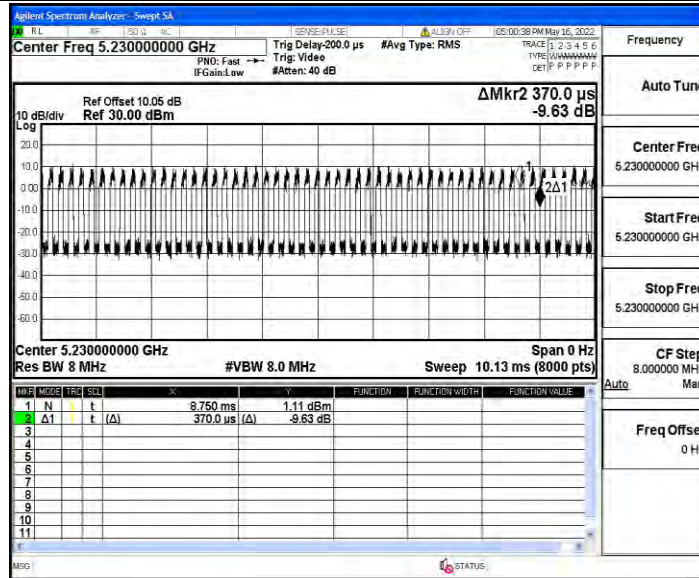 Agilent Spectrum Analyzer - Swept SA
RL RF 50 Ω AC SENSE:PULSE ALIGN OFF 05:00:38 PM May 16, 2022
Center Freq 5.230000000 GHz
PNO: Fast
IFGain:Low
Trig Delay-200.0 µs
Trig: Video
#Atten: 40 dB
#Avg Type: RMS
TRACE 1 2 3 4 5 6
TYPE WWWWWW
DET P P P P P P
10 dB/div
Log
Ref Offset 10.05 dB
Ref 30.00 dBm
ΔMkr2 370.0 µs
-9.63 dB
20.0
10.0
0.00
-10.0
-20.0
-30.0
-40.0
-50.0
-60.0
1
2Δ1
Center 5.230000000 GHz Span 0 Hz
Res BW 8 MHz #VBW 8.0 MHz Sweep 10.13 ms (8000 pts)
MKR MODE TRC SCL X Y FUNCTION FUNCTION WIDTH FUNCTION VALUE
1 N t 8.750 ms 1.11 dBm
2 Δ1 t (Δ) 370.0 µs (Δ) -9.63 dB
3
4
5
6
7
8
9
10
11
MSG STATUS
Frequency
Auto Tun
Center Fre
5.230000000 GH
Start Fre
5.230000000 GH
Stop Fre
5.230000000 GH
CF Step
8.000000 MH
Auto Ma
Freq Offse
0 H